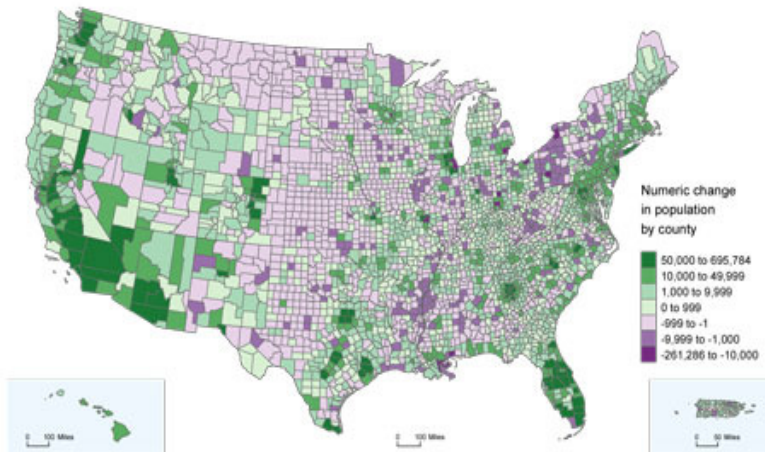 Numeric change
in population
by county
50,000 to 695,784
10,000 to 49,999
1,000 to 9,999
0 to 999
-999 to -1
-9,999 to -1,000
-261,286 to -10,000
0 100 Miles
0 100 Miles
0 50 Miles